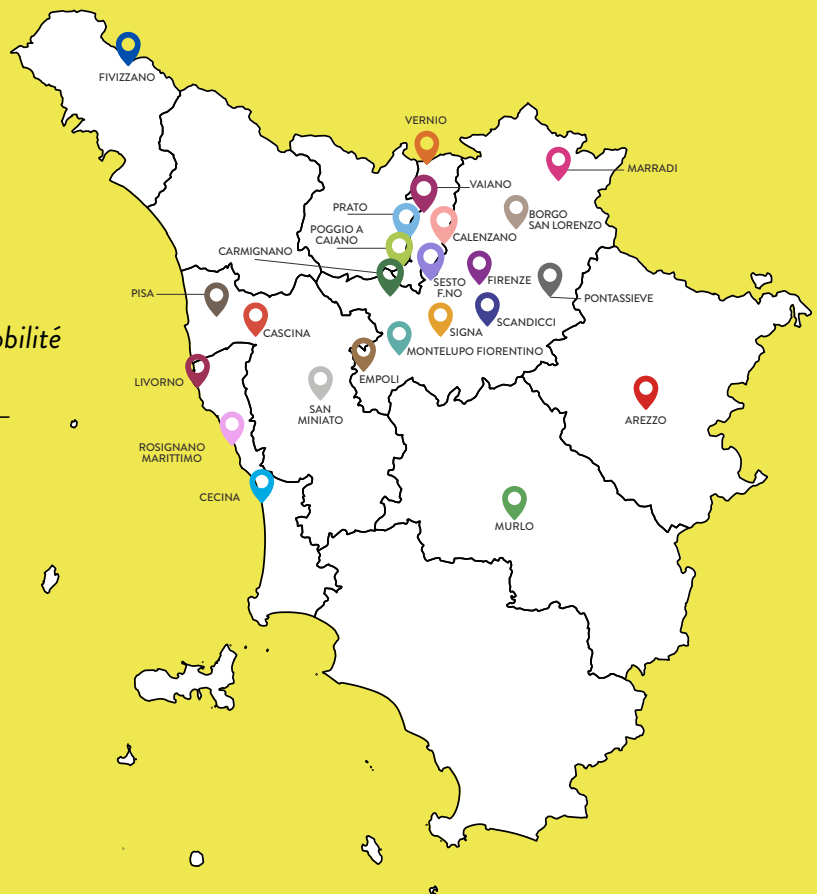 FIVIZZANO
VERNIO
MARRADI
VAIANO
PRATO
BORGO
SAN LORENZO
POGGIO A
CAIANO
CALENZANO
CARMIGNANO
SESTO
F.NO
FIRENZE
PISA
PONTASSIEVE
SCANDICCI
CASCINA
SIGNA
MONTELUPO FIORENTINO
LIVORNO
EMPOLI
SAN
MINIATO
AREZZO
ROSIGNANO
MARITTIMO
CECINA
MURLO